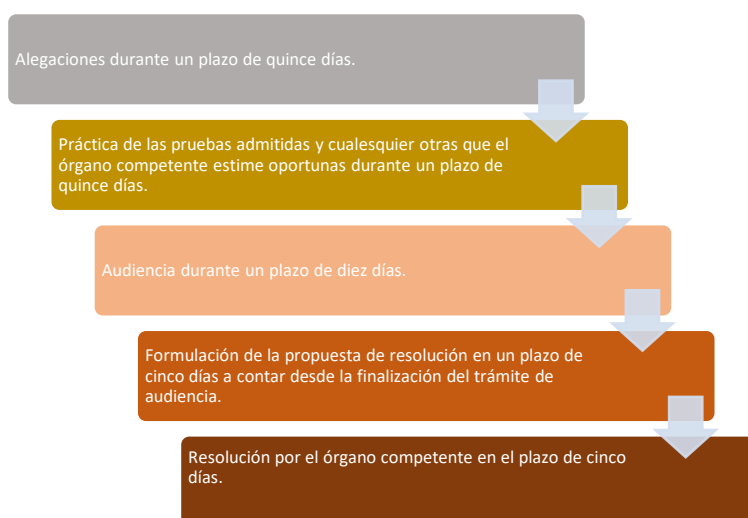 Alegaciones durante un plazo de quince días.
Práctica de las pruebas admitidas y cualesquier otras que el
órgano competente estime oportunas durante un plazo de
quince días.
Audiencia durante un plazo de diez días.
Formulación de la propuesta de resolución en un plazo de
cinco días a contar desde la finalización del trámite de
audiencia.
Resolución por el órgano competente en el plazo de cinco
días.